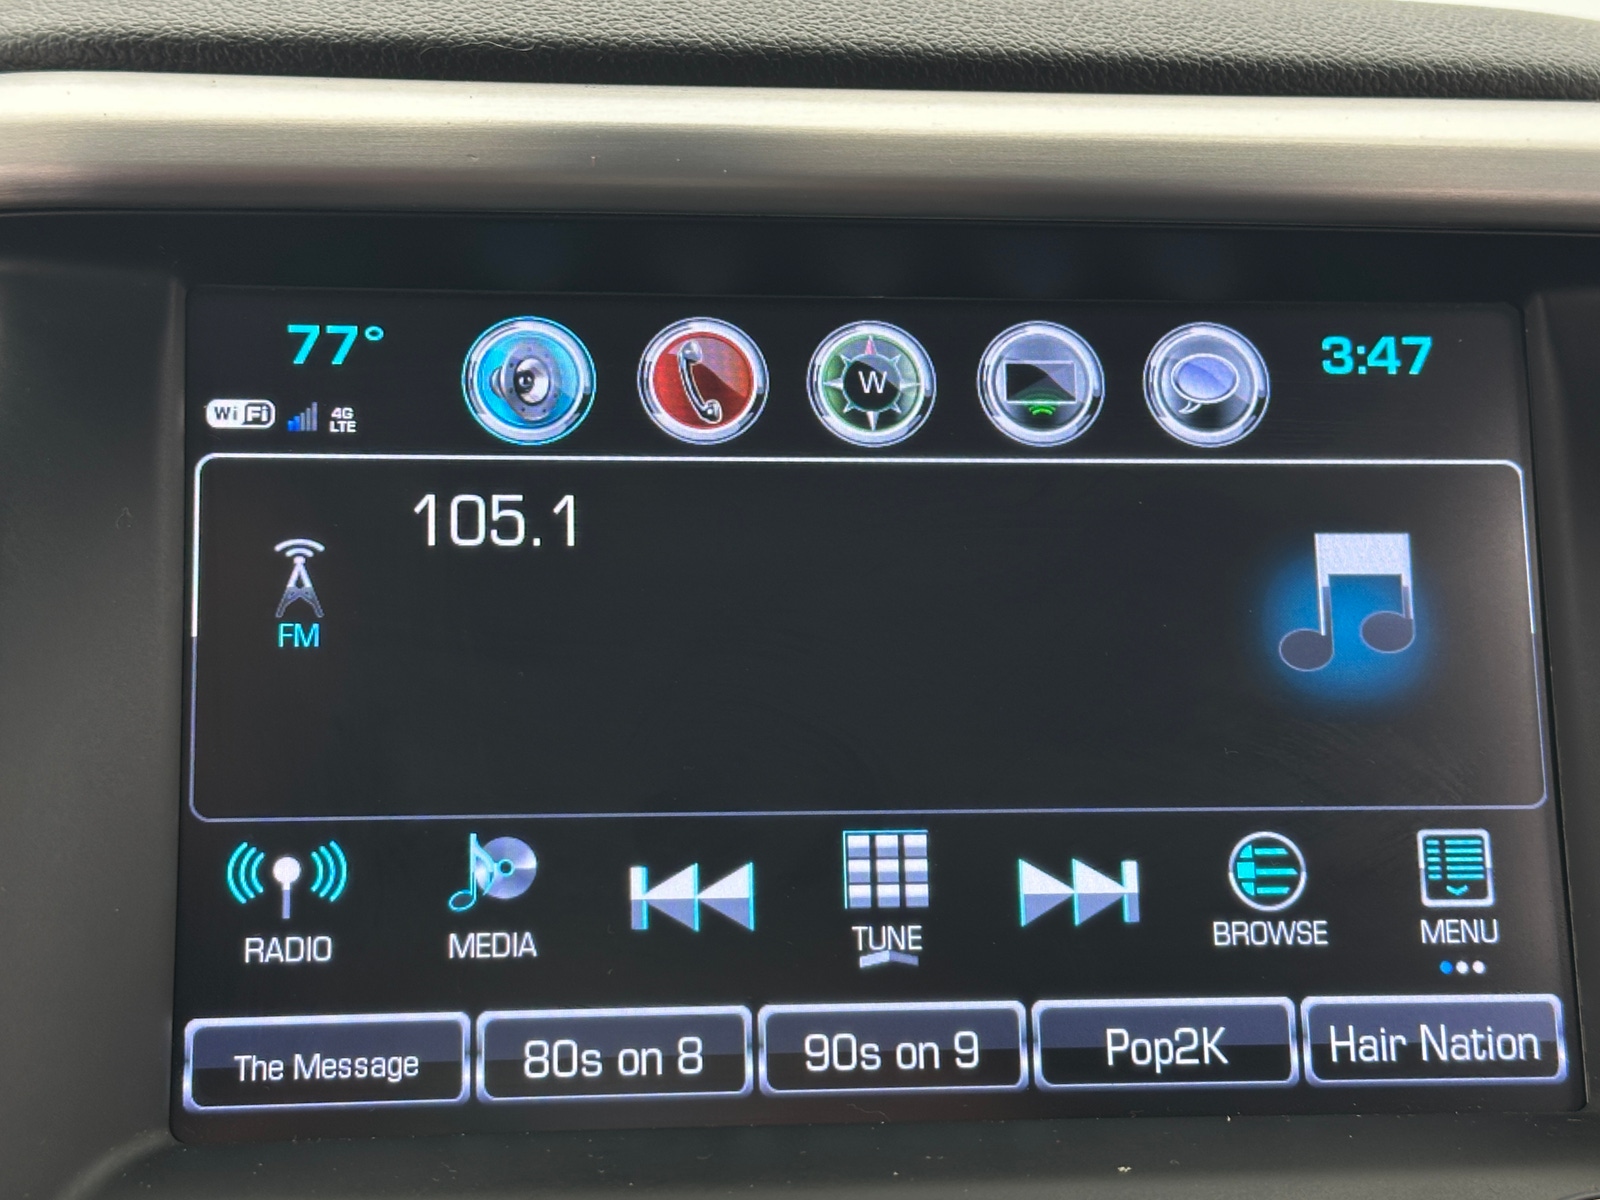 77°
3:47
WiFi
4G
LTE
W
105.1
FM
RADIO
MEDIA
TUNE
BROWSE
MENU
The Message
80s on 8
90s on 9
Pop2K
Hair Nation